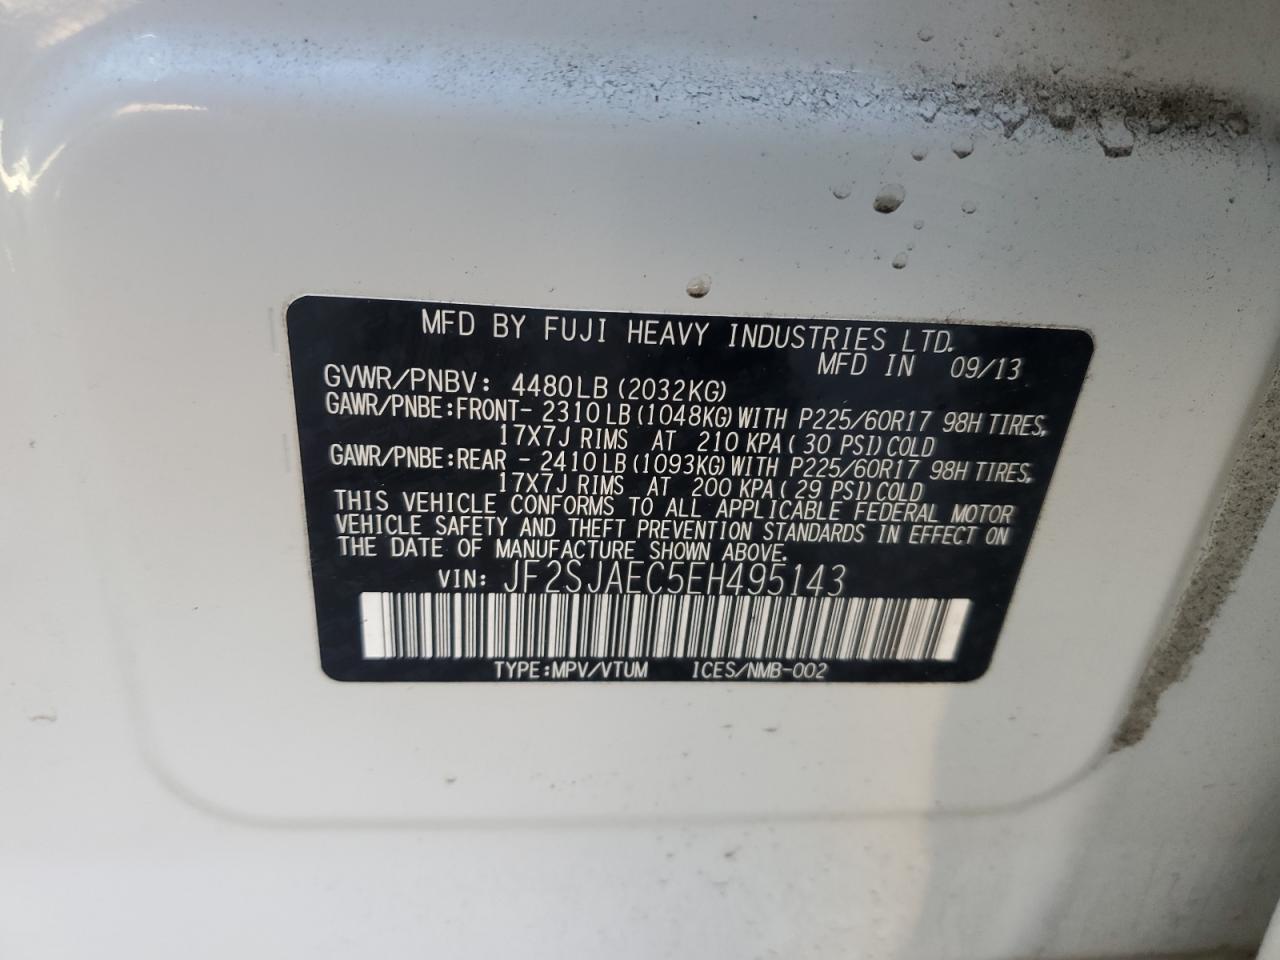 MFD BY FUJI HEAVY INDUSTRIES LTD.
MFD IN 09/13
GVWR/PNBV: 4480LB (2032KG)
GAWR/PNBE:FRONT- 2310LB (1048KG) WITH P225/60R17 98H TIRES,
17X7J RIMS AT 210 KPA( 30 PSI) COLD
GAWR/PNBE:REAR - 2410LB (1093KG) WITH P225/60R17 98H TIRES,
17X7J RIMS AT 200 KPA( 29 PSI) COLD
THIS VEHICLE CONFORMS TO ALL APPLICABLE FEDERAL MOTOR
VEHICLE SAFETY AND THEFT PREVENTION STANDARDS IN EFFECT ON
THE DATE OF MANUFACTURE SHOWN ABOVE.
VIN: JF2SJAEC5EH495143
TYPE:MPV/VTUM ICES/NMB-002